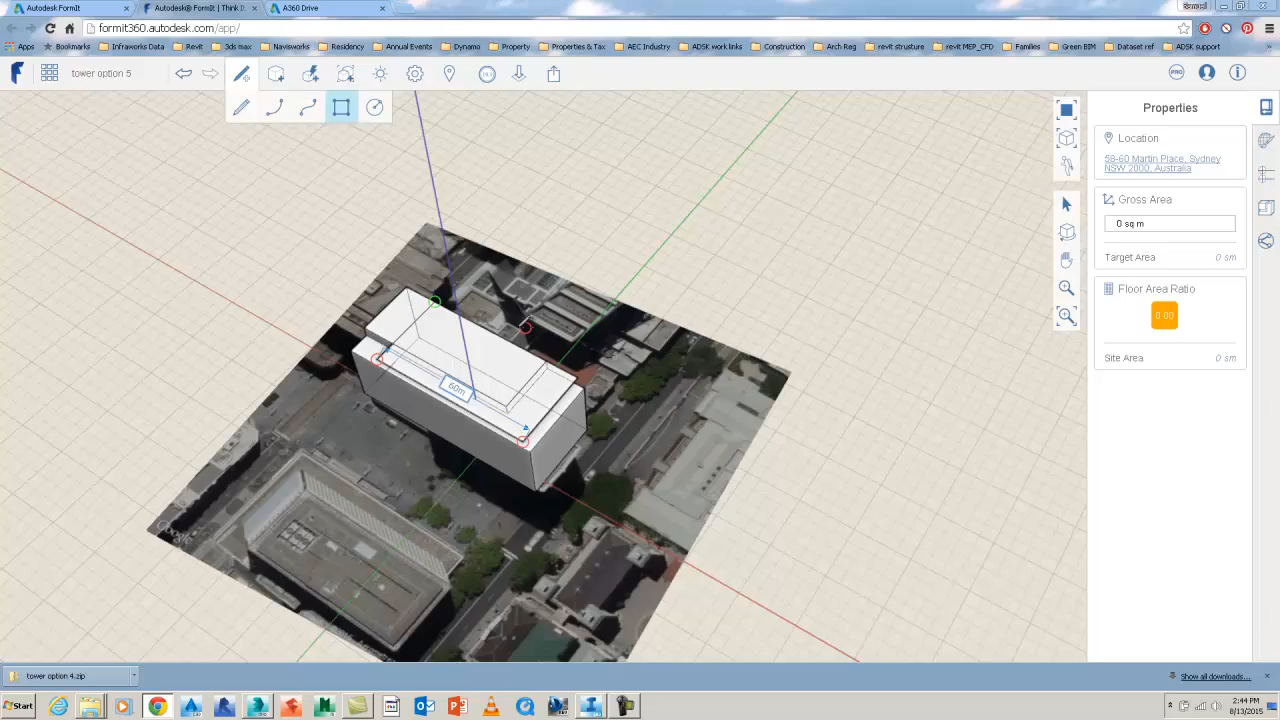 Autodesk FormIt
Autodesk® FormIt | Think
A360 Drive
formit360.autodesk.com/app/
Apps
Bookmarks
Infraworks Data
Revit
3ds max
Navisworks
Residency
Annual Events
Dynamo
Property
Properties & Tax
AEC Industry
ADSK work links
Construction
Arch Reg
revit structure
revit MEP_CFD
Families
Green BIM
Dataset ref
ADSK support
tower option 5
PRO
Properties
Location
58-60 Martin Place, Sydney
NSW 2000, Australia
Gross Area
0 sq m
Target Area 0 sm
Floor Area Ratio
0.00
Site Area 0 sm
60m
Google
tower option 4.zip
Show all downloads...
Start
2:44 PM
8/13/2015